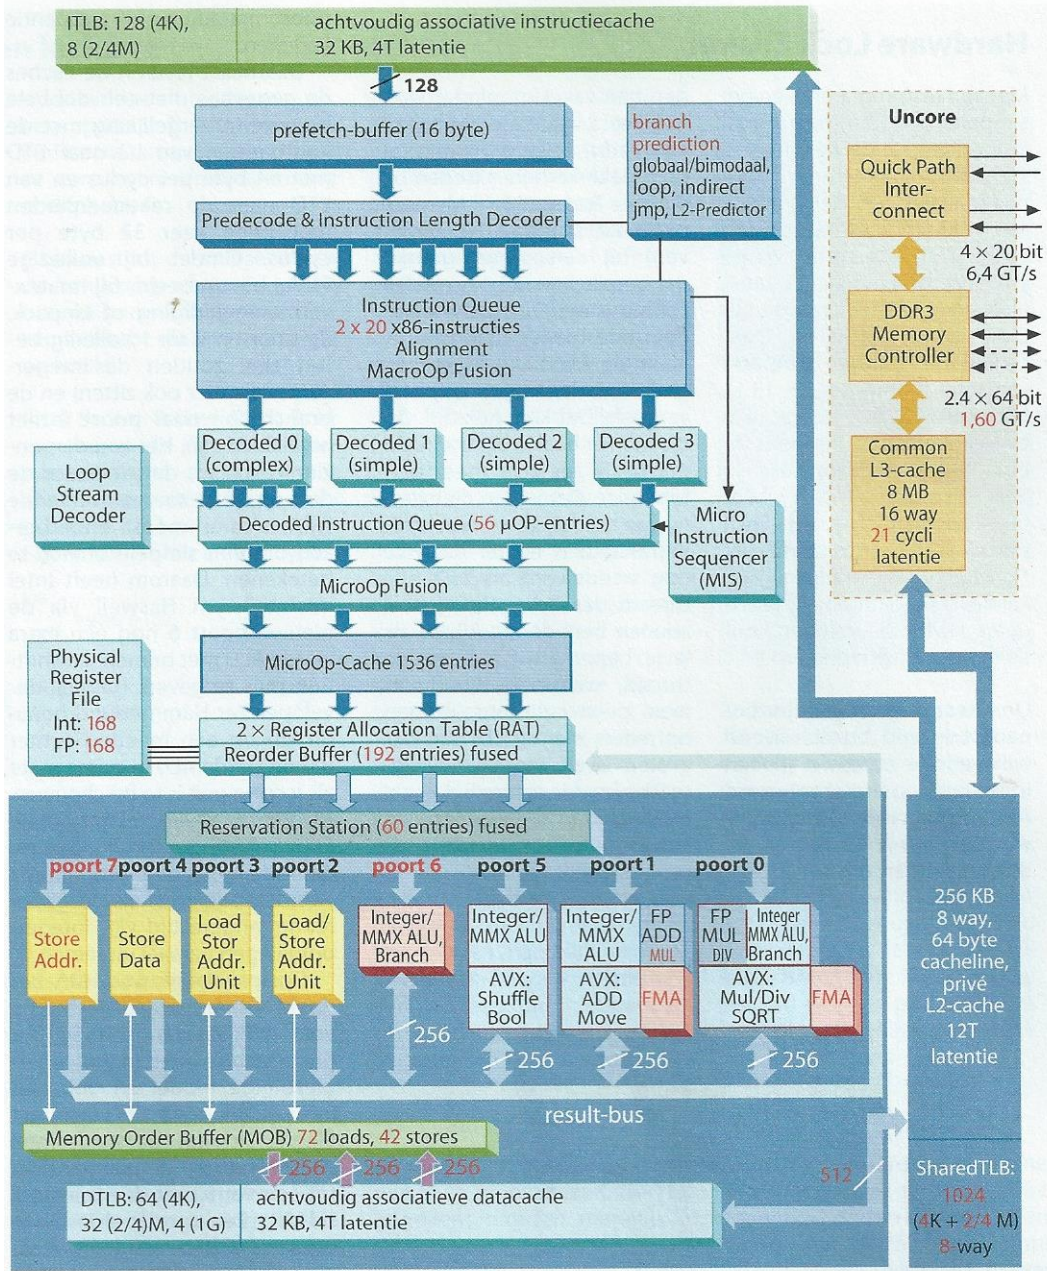 ITLB: 128 (4K),
8 (2/4M)
achtvoudig associative instructiecache
32 KB, 4T latentie
128
prefetch-buffer (16 byte)
Predecode & Instruction Length Decoder
branch
prediction
globaal/bimodaal,
loop, indirect
jmp, L2-Predictor
Instruction Queue
2 x 20 x86-instructies
Alignment
MacroOp Fusion
Decoded 0
(complex)
Decoded 1
(simple)
Decoded 2
(simple)
Decoded 3
(simple)
Loop
Stream
Decoder
Decoded Instruction Queue (56 µOP-entries)
Micro
Instruction
Sequencer
(MIS)
MicroOp Fusion
MicroOp-Cache 1536 entries
Physical
Register
File
Int: 168
FP: 168
2 × Register Allocation Table (RAT)
Reorder Buffer (192 entries) fused
Uncore
Quick Path
Inter-
connect
4 × 20 bit
6,4 GT/s
DDR3
Memory
Controller
2.4 × 64 bit
1,60 GT/s
Common
L3-cache
8 MB
16 way
21 cycli
latentie
Reservation Station (60 entries) fused
poort 7
poort 4
poort 3
poort 2
poort 6
poort 5
poort 1
poort 0
Store
Addr.
Store
Data
Load
Stor
Addr.
Unit
Load/
Store
Addr.
Unit
Integer/
MMX ALU,
Branch
Integer/
MMX ALU
AVX:
Shuffle
Bool
Integer/
MMX
ALU
FP
ADD
MUL
AVX:
ADD
Move
FMA
FP
MUL
DIV
Integer
MMX ALU,
Branch
AVX:
Mul/Div
SQRT
FMA
256
256
256
256
result-bus
Memory Order Buffer (MOB) 72 loads, 42 stores
256
256
256
DTLB: 64 (4K),
32 (2/4)M, 4 (1G)
achtvoudig associatieve datacache
32 KB, 4T latentie
512
256 KB
8 way,
64 byte
cacheline,
privé
L2-cache
12T
latentie
SharedTLB:
1024
(4K + 2/4 M)
8-way